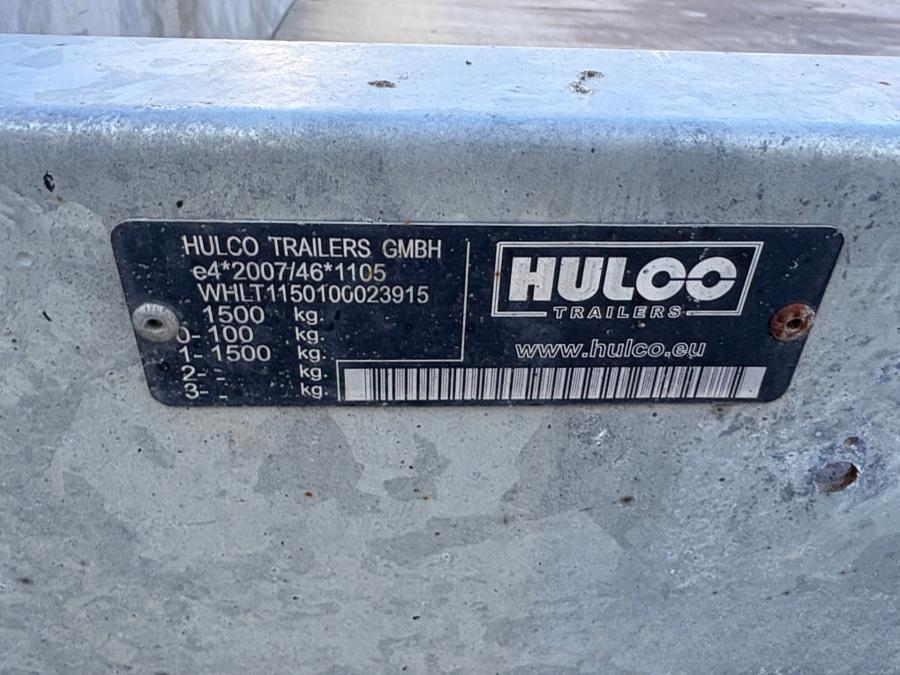 HULCO TRAILERS GMBH
e4*2007/46*1105
WHLT1150100023915
1500 kg.
0- 100 kg.
1- 1500 kg.
2- - kg.
3- - kg.
HULCO
TRAILERS
www.hulco.eu